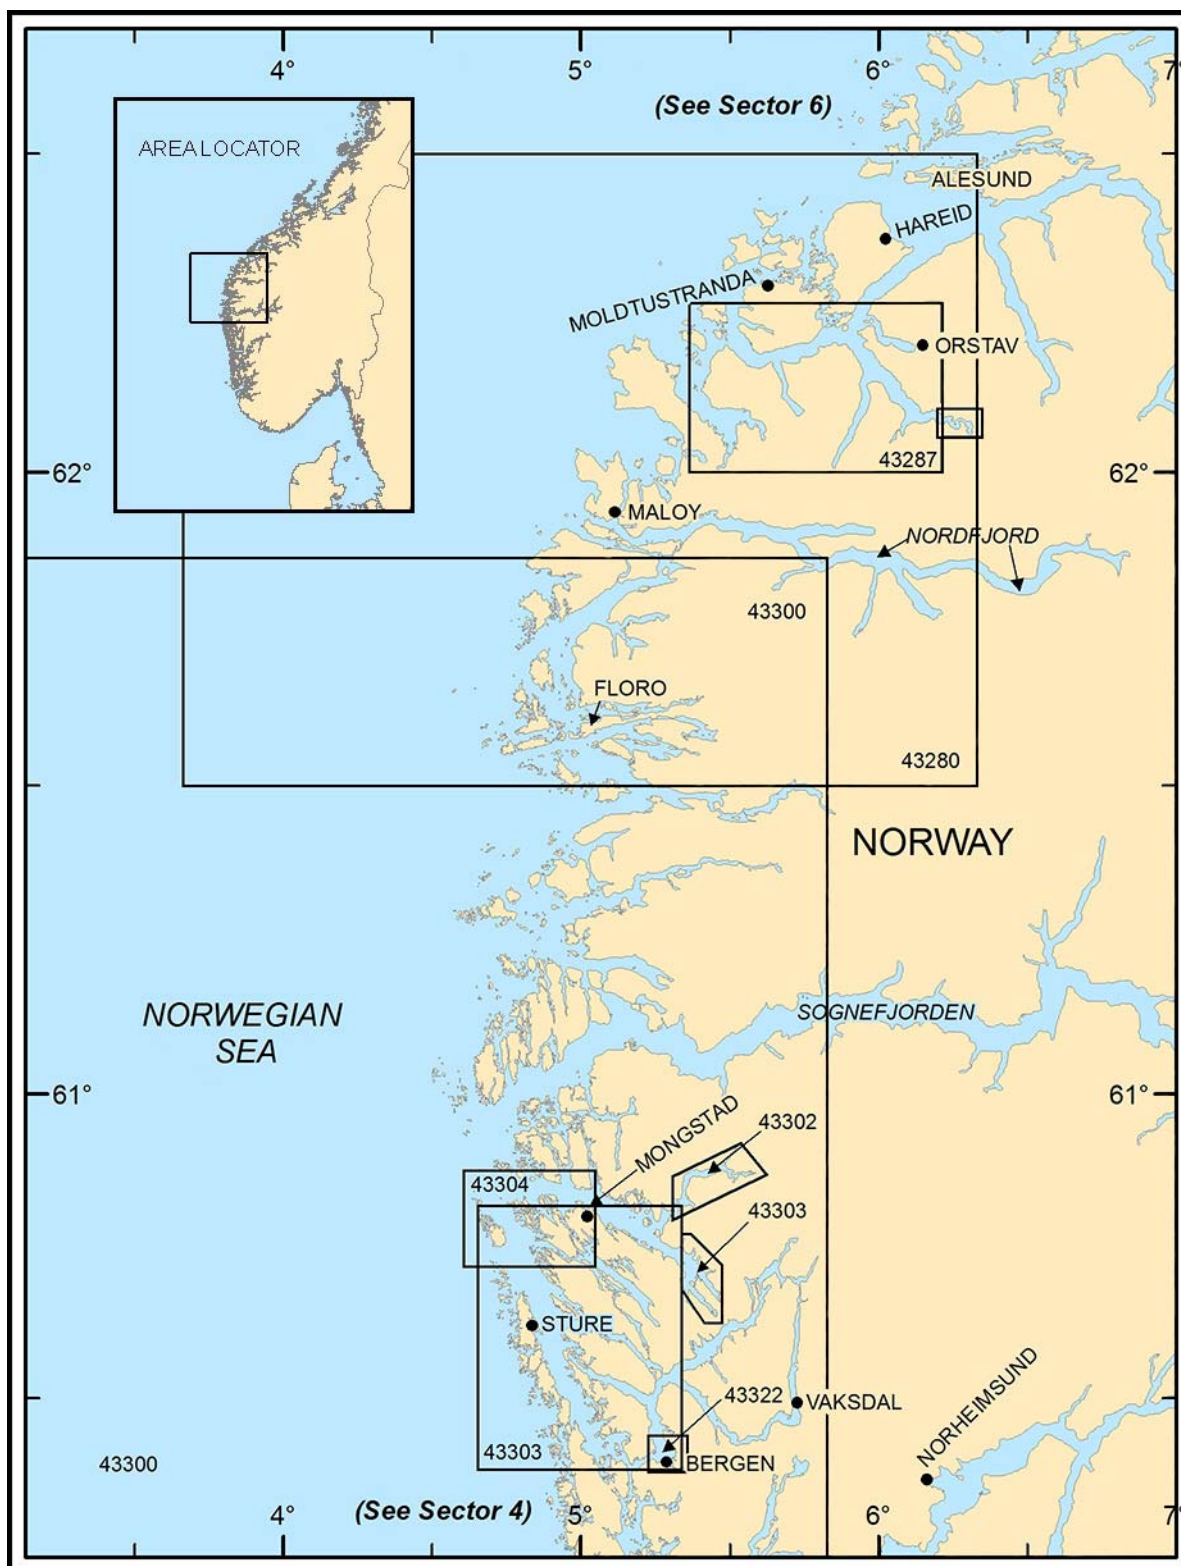 4°
5°
6°
7°
(See Sector 6)
AREA LOCATOR
ALESUND
HAREID
MOLDTUSTRANDA
ORSTAV
43287
62°
62°
MALOY
NORDFJORD
43300
FLORO
43280
NORWAY
NORWEGIAN
SEA
SOGNEFJORDEN
61°
61°
MONGSTAD
43302
43304
43303
STURE
43322
VAKSDAL
NORHEIMSUND
43303
BERGEN
43300
(See Sector 4)
4°
5°
6°
7°